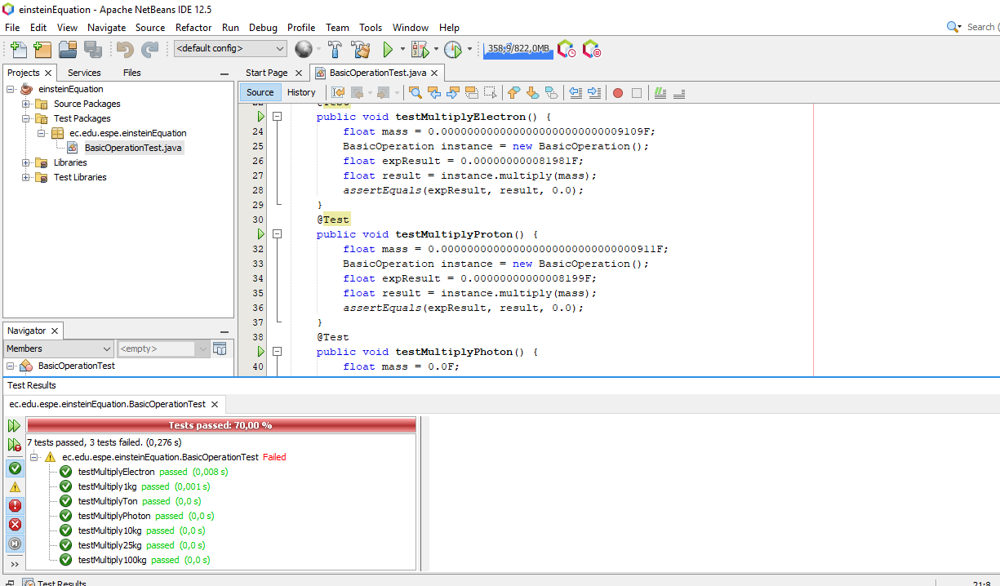 einsteinEquation - Apache NetBeans IDE 12.5
File Edit View Navigate Source Refactor Run Debug Profile Team Tools Window Help
Search (
<default config>
358,9/822,0MB
Projects Services Files
Start Page BasicOperationTest.java
Source History
einsteinEquation
Source Packages
Test Packages
ec.edu.espe.einsteinEquation
BasicOperationTest.java
Libraries
Test Libraries
22 @Test
public void testMultiplyElectron() {
24 float mass = 0.0000000000000000000000000009109F;
25 BasicOperation instance = new BasicOperation();
26 float expResult = 0.000000000081981F;
27 float result = instance.multiply(mass);
28 assertEquals(expResult, result, 0.0);
29 }
30 @Test
public void testMultiplyProton() {
32 float mass = 0.000000000000000000000000000000911F;
33 BasicOperation instance = new BasicOperation();
34 float expResult = 0.00000000000008199F;
35 float result = instance.multiply(mass);
36 assertEquals(expResult, result, 0.0);
37 }
38 @Test
public void testMultiplyPhoton() {
40 float mass = 0.0F;
Navigator
Members <empty>
BasicOperationTest
Test Results
ec.edu.espe.einsteinEquation.BasicOperationTest
Tests passed: 70,00 %
7 tests passed, 3 tests failed. (0,276 s)
ec.edu.espe.einsteinEquation.BasicOperationTest Failed
testMultiplyElectron passed (0,008 s)
testMultiply1kg passed (0,001 s)
testMultiplyTon passed (0,0 s)
testMultiplyPhoton passed (0,0 s)
testMultiply10kg passed (0,0 s)
testMultiply25kg passed (0,0 s)
testMultiply100kg passed (0,0 s)
Test Results
21:8